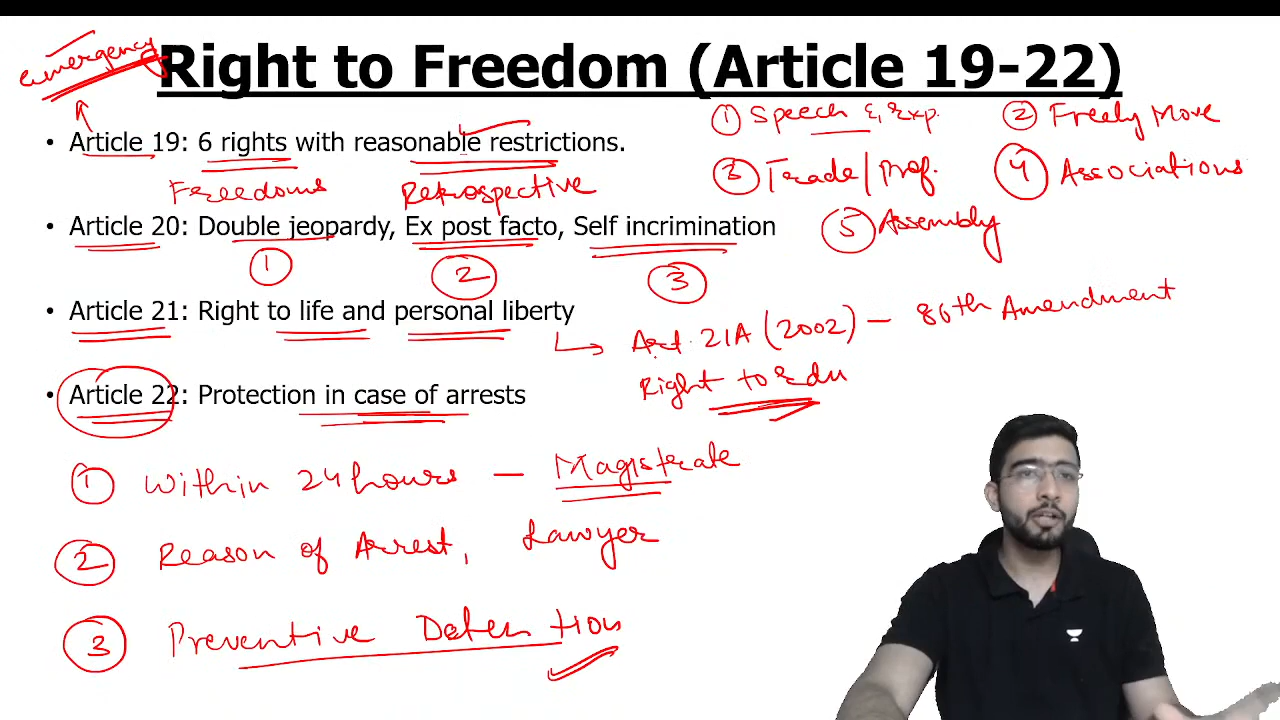 emergency
Right to Freedom (Article 19-22)
① Speech & Exp. ② Freely Move
• Article 19: 6 rights with reasonable restrictions.
③ Trade/Prof. ④ Associations
Freedoms Retrospective
• Article 20: Double jeopardy, Ex post facto, Self incrimination
⑤ Assembly
① ② ③
• Article 21: Right to life and personal liberty
Art. 21A (2002) — 86th Amendment
Right to Edu
• Article 22: Protection in case of arrests
① Within 24 hours — Magistrate
② Reason of Arrest, Lawyer
③ Preventive Detention